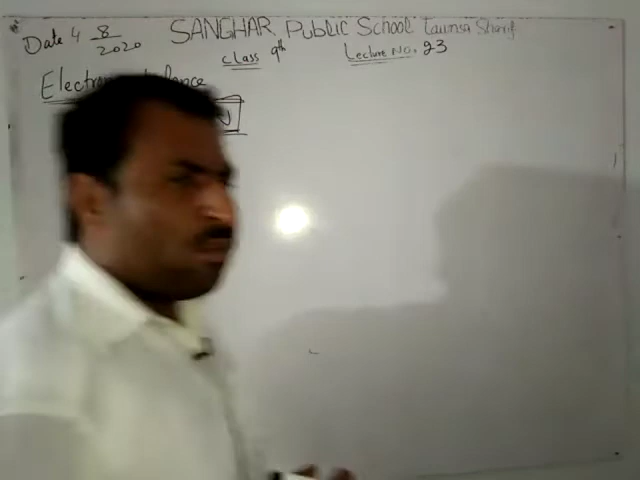 Date 4 8/2020 SANGHAR Public School Taunsa Sharif
Class 9th Lecture No. 23